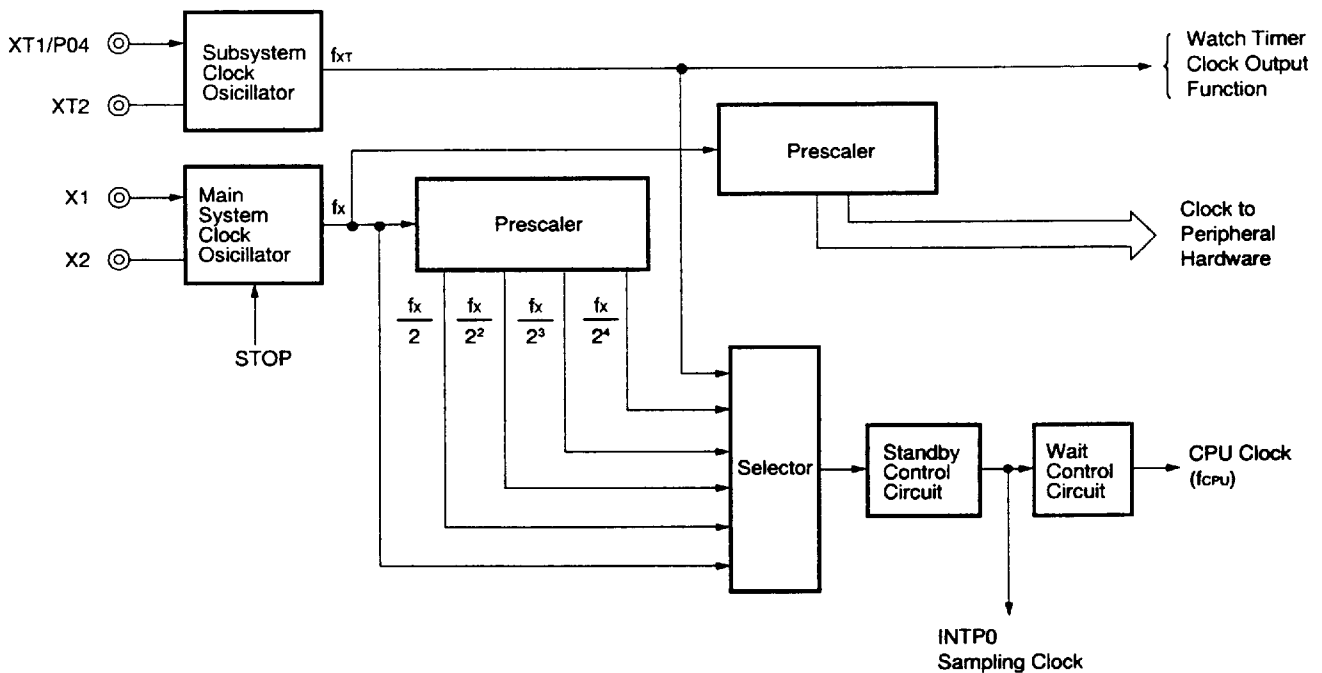 XT1/P04
XT2
Subsystem
Clock
Osicillator
fXT
Watch Timer
Clock Output
Function
X1
X2
Main
System
Clock
Osicillator
fX
STOP
Prescaler
Prescaler
Clock to
Peripheral
Hardware
fX/2
fX/2²
fX/2³
fX/2⁴
Selector
Standby
Control
Circuit
Wait
Control
Circuit
CPU Clock
(fCPU)
INTP0
Sampling Clock